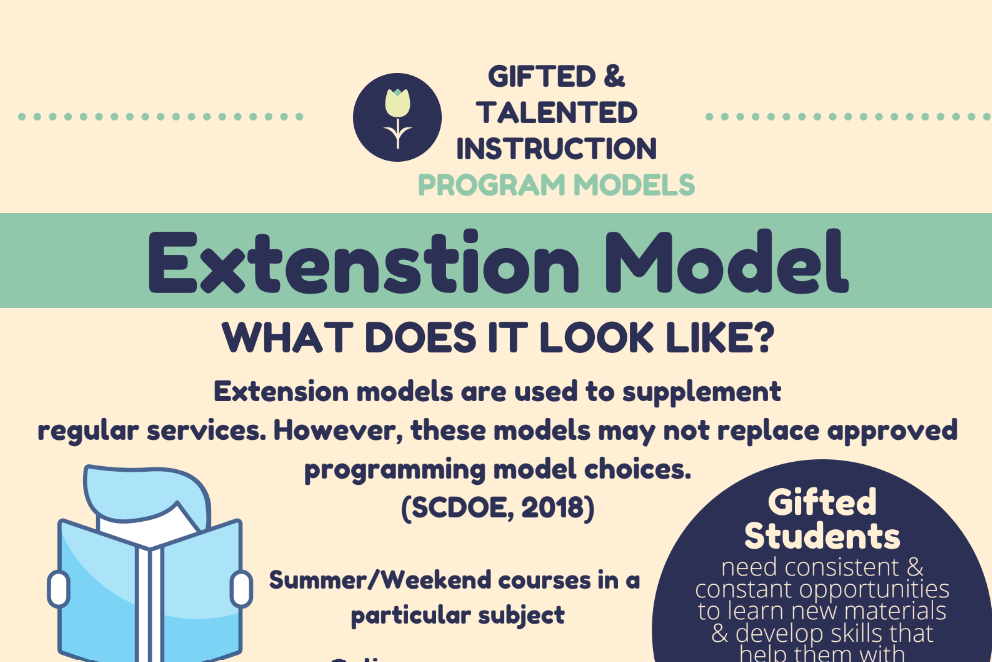 GIFTED &
TALENTED
INSTRUCTION
PROGRAM MODELS
Extenstion Model
WHAT DOES IT LOOK LIKE?
Extension models are used to supplement
regular services. However, these models may not replace approved
programming model choices.
(SCDOE, 2018)
Summer/Weekend courses in a
particular subject
Gifted
Students
need consistent &
constant opportunities
to learn new materials
& develop skills that
help them with